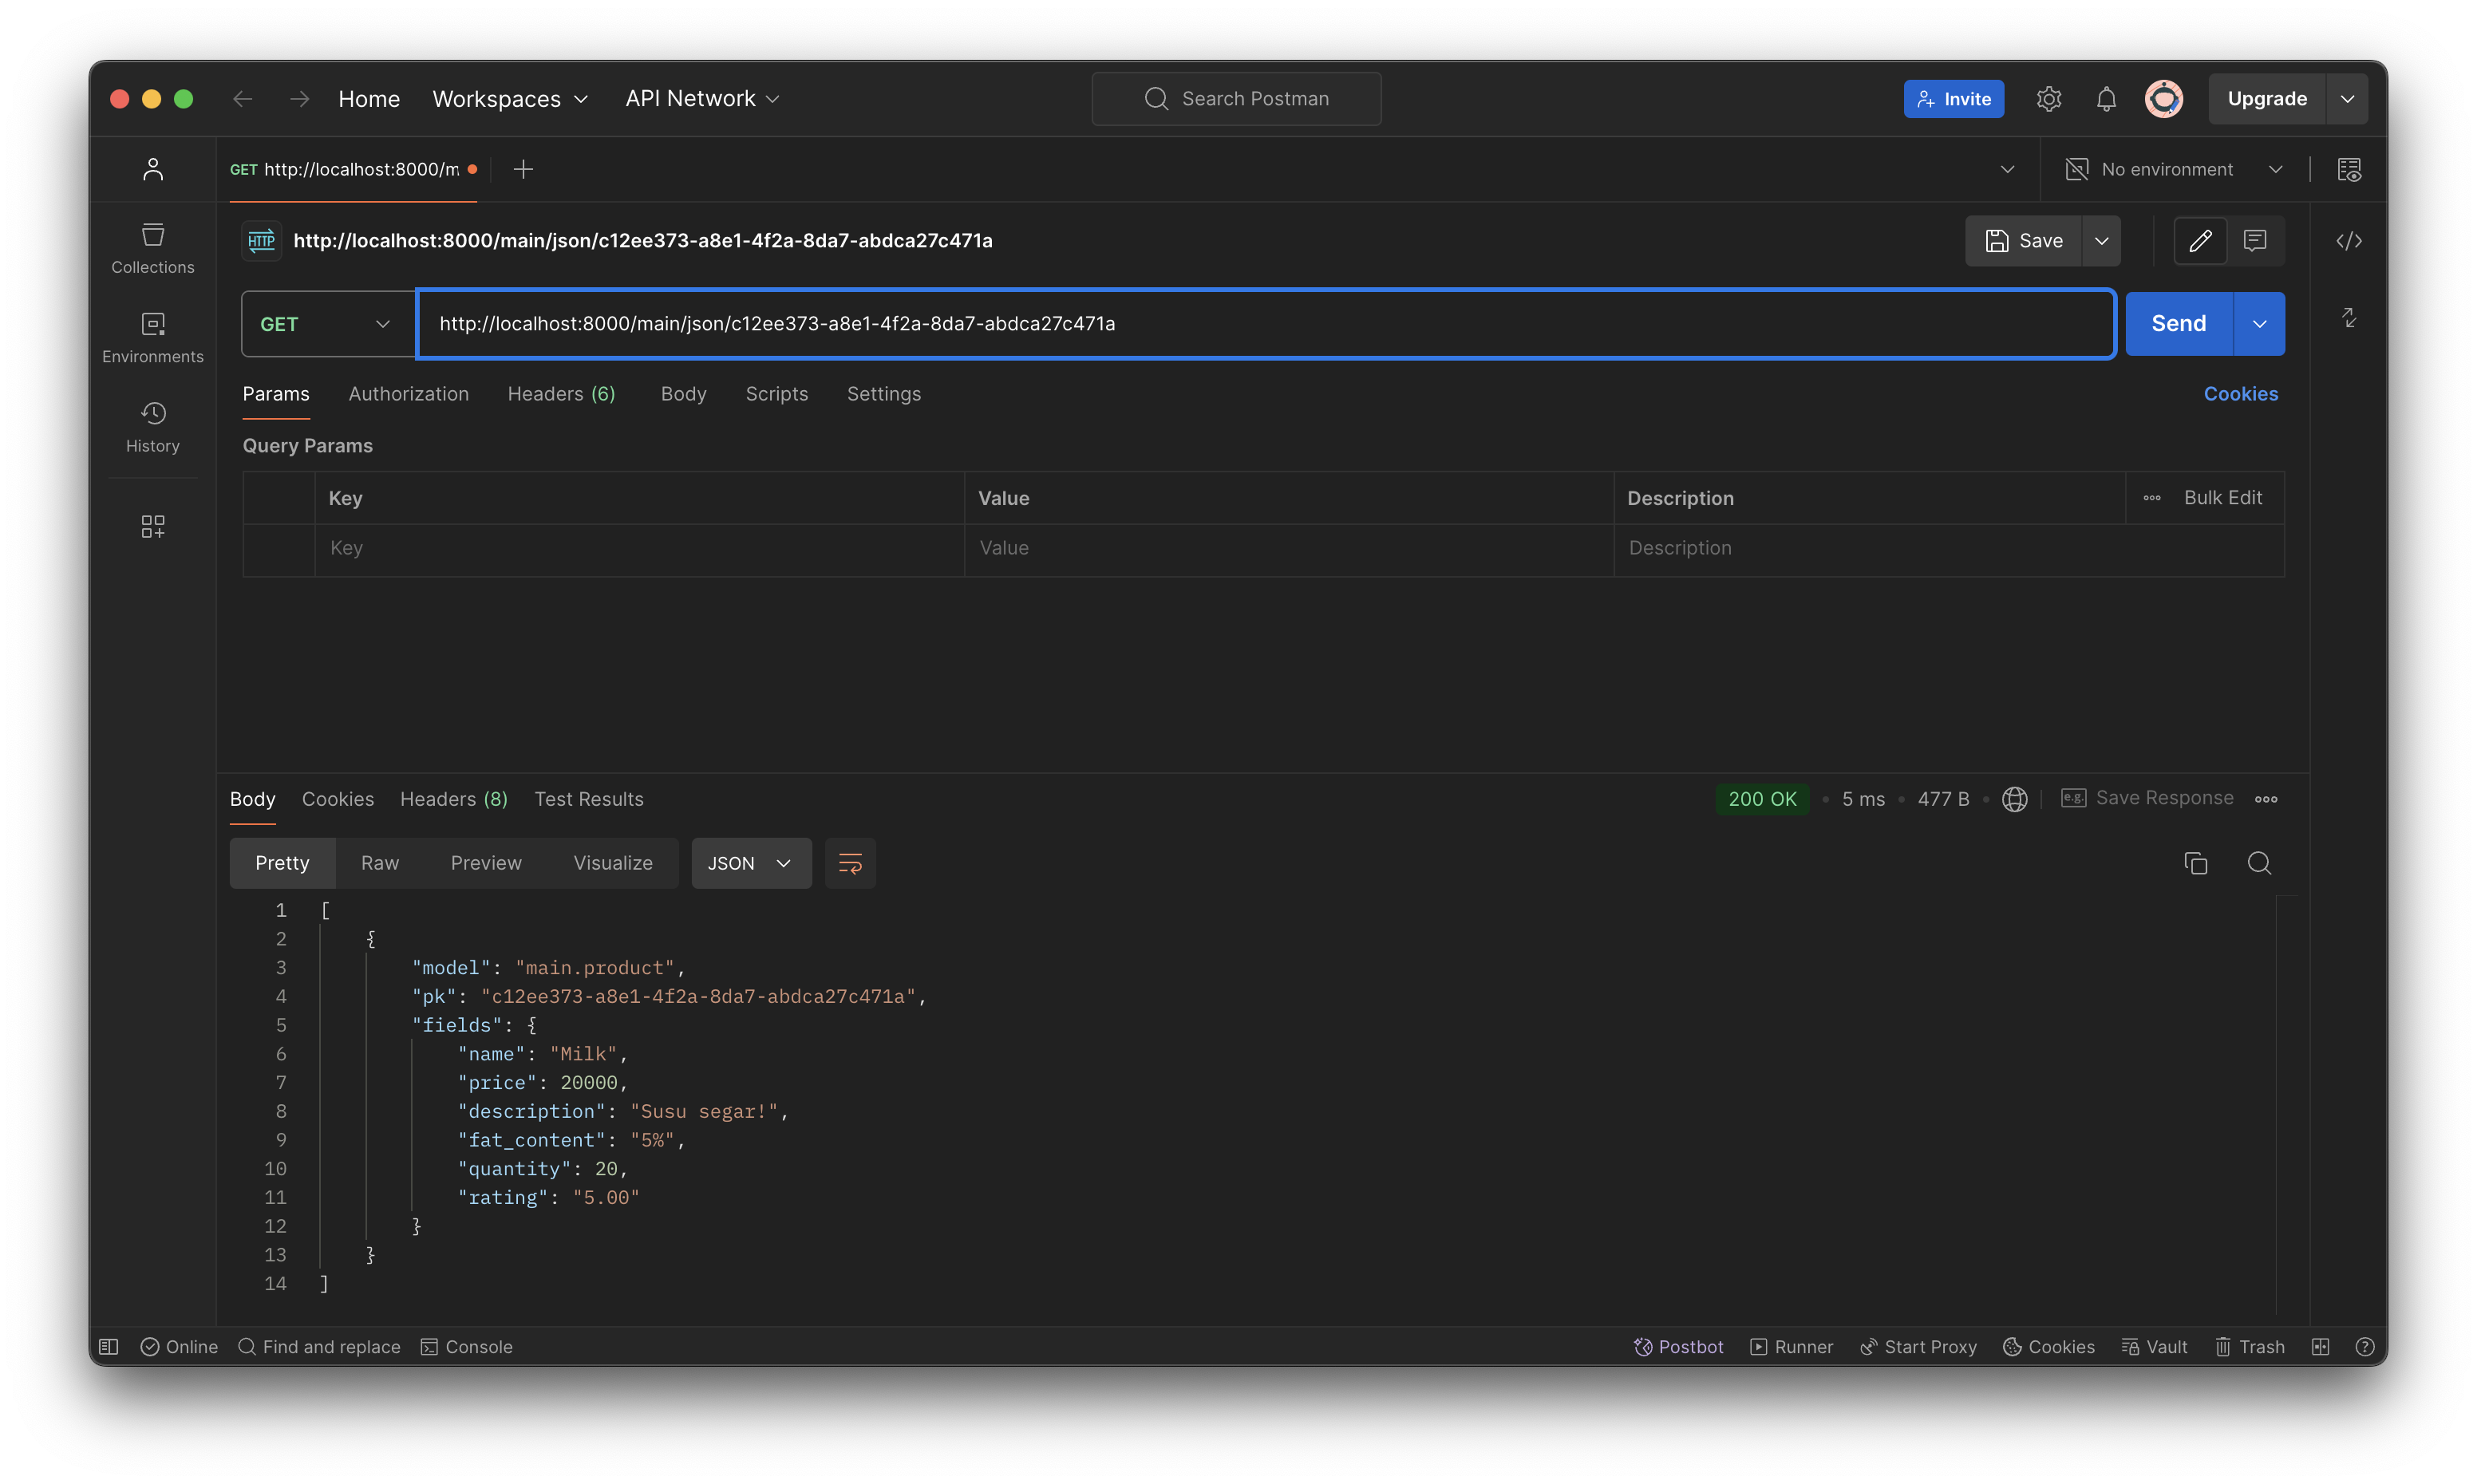 Home Workspaces API Network Search Postman Invite Upgrade
GET http://localhost:8000/m No environment
HTTP http://localhost:8000/main/json/c12ee373-a8e1-4f2a-8da7-abdca27c471a Save
Collections
Environments
History
GET http://localhost:8000/main/json/c12ee373-a8e1-4f2a-8da7-abdca27c471a Send
Params Authorization Headers (6) Body Scripts Settings Cookies
Query Params
Key Value Description Bulk Edit
Key Value Description
Body Cookies Headers (8) Test Results 200 OK 5 ms 477 B e.g. Save Response
Pretty Raw Preview Visualize JSON
1 [
2 {
3 "model": "main.product",
4 "pk": "c12ee373-a8e1-4f2a-8da7-abdca27c471a",
5 "fields": {
6 "name": "Milk",
7 "price": 20000,
8 "description": "Susu segar!",
9 "fat_content": "5%",
10 "quantity": 20,
11 "rating": "5.00"
12 }
13 }
14 ]
Online Find and replace Console Postbot Runner Start Proxy Cookies Vault Trash